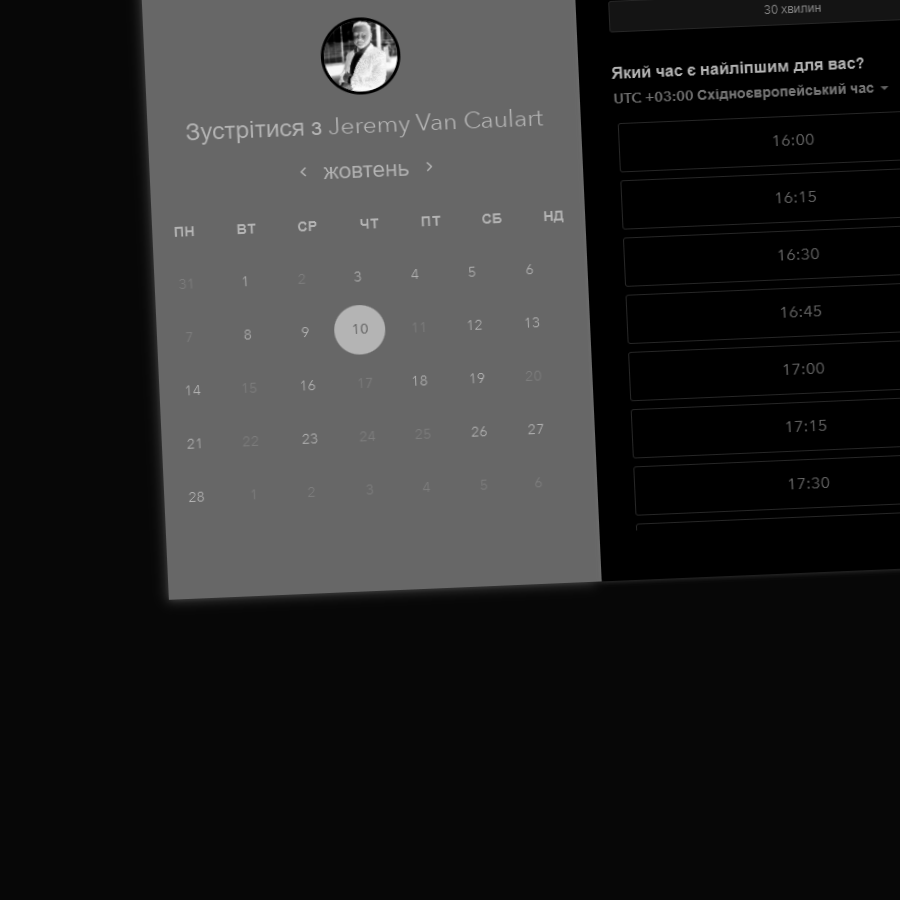 Зустрітися з Jeremy Van Caulart
жовтень
ПН ВТ СР ЧТ ПТ СБ НД
31 1 2 3 4 5 6
7 8 9 10 11 12 13
14 15 16 17 18 19 20
21 22 23 24 25 26 27
28 1 2 3 4 5 6
30 хвилин
Який час є найліпшим для вас?
UTC +03:00 Східноєвропейський час
16:00
16:15
16:30
16:45
17:00
17:15
17:30